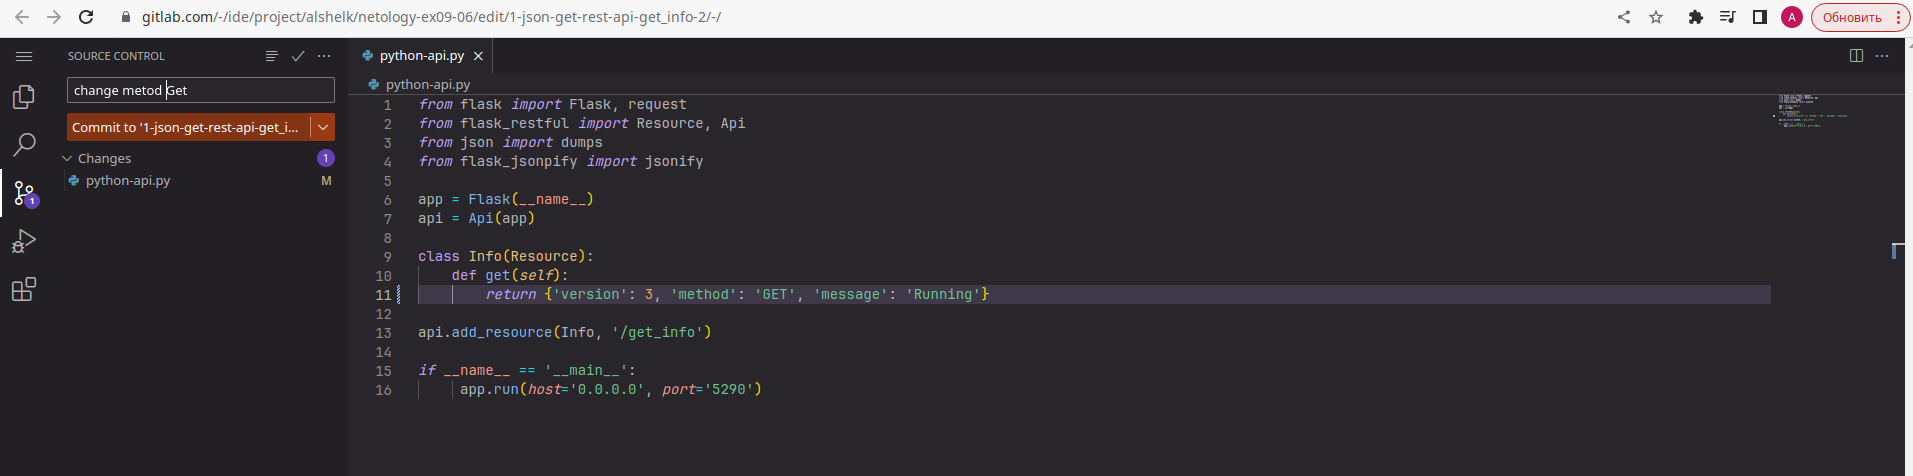 gitlab.com/-/ide/project/alshelk/netology-ex09-06/edit/1-json-get-rest-api-get_info-2/-/
A
Обновить
SOURCE CONTROL
change metod Get
Commit to '1-json-get-rest-api-get_i...
Changes
1
python-api.py
M
1
python-api.py
python-api.py
1 from flask import Flask, request
2 from flask_restful import Resource, Api
3 from json import dumps
4 from flask_jsonpify import jsonify
5
6 app = Flask(__name__)
7 api = Api(app)
8
9 class Info(Resource):
10 def get(self):
11 return {'version': 3, 'method': 'GET', 'message': 'Running'}
12
13 api.add_resource(Info, '/get_info')
14
15 if __name__ == '__main__':
16 app.run(host='0.0.0.0', port='5290')